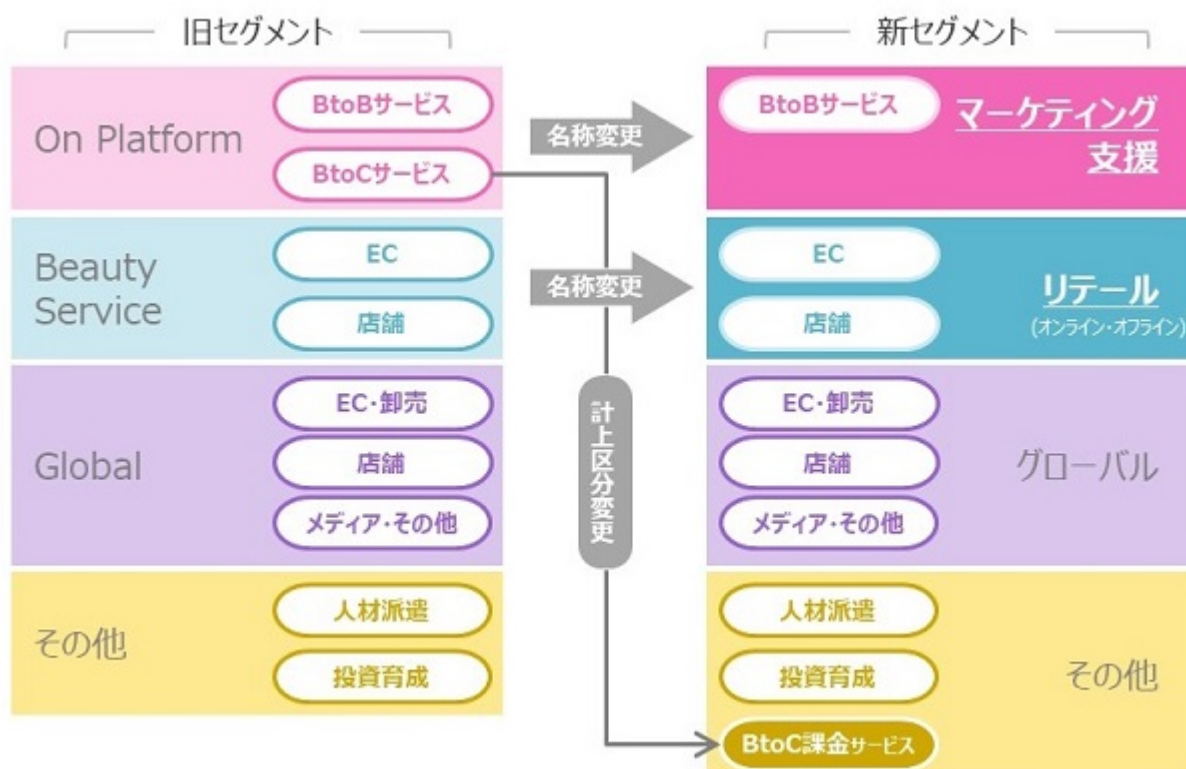 旧セグメント
On Platform
BtoBサービス
BtoCサービス
Beauty
Service
EC
店舗
Global
EC・卸売
店舗
メディア・その他
その他
人材派遣
投資育成
名称変更
名称変更
計上区分変更
新セグメント
BtoBサービス
マーケティング
支援
EC
店舗
リテール
(オンライン・オフライン)
EC・卸売
店舗
メディア・その他
グローバル
人材派遣
投資育成
BtoC課金サービス
その他